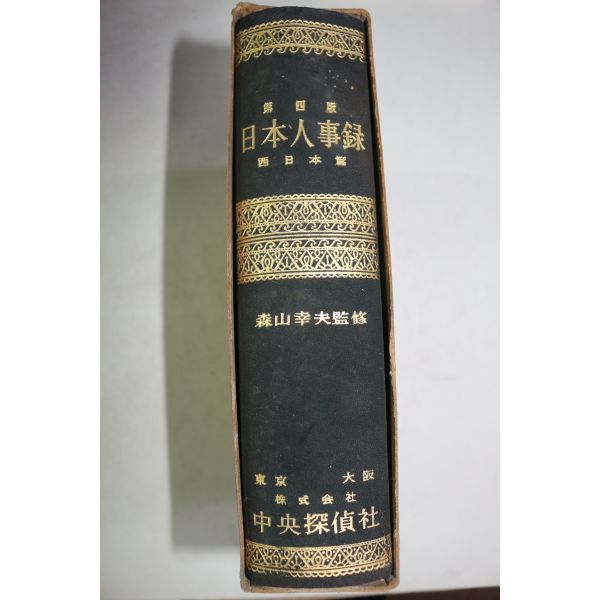 第四版
日本人事録
西日本篇
森山幸夫監修
東京 大阪
株式会社
中央探偵社